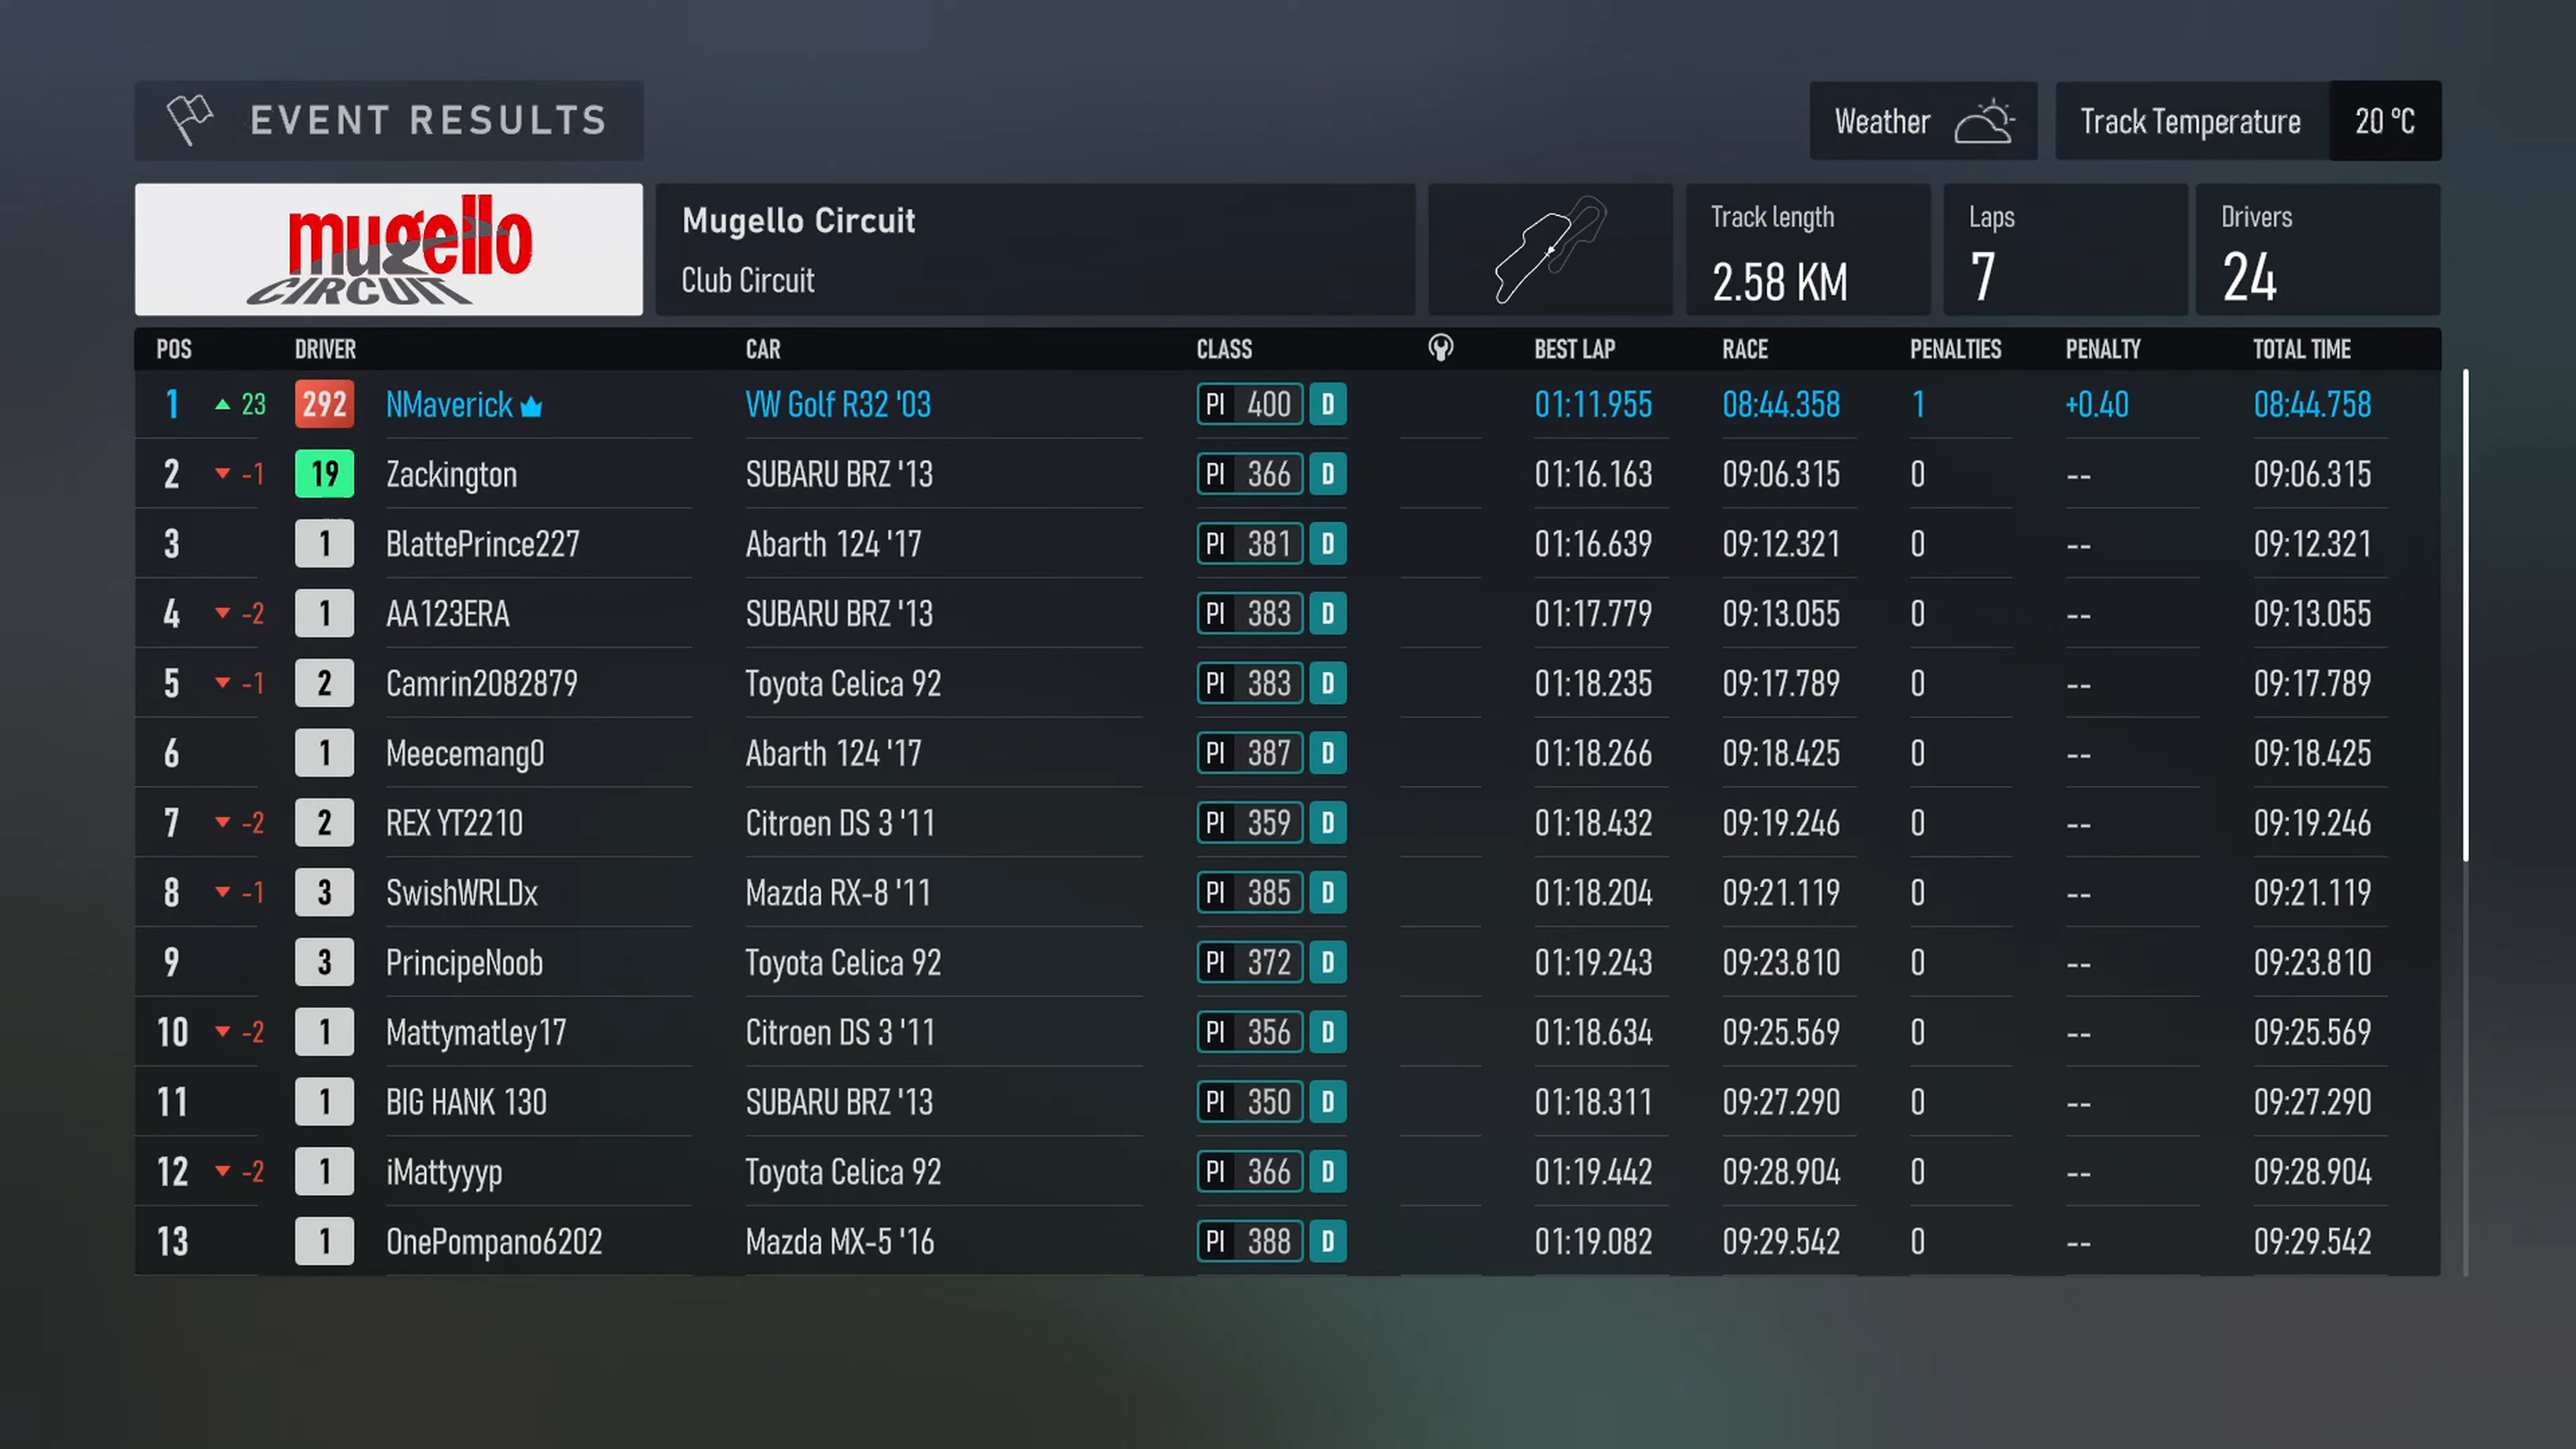 EVENT RESULTS
Weather
Track Temperature 20 °C
mugello
CIRCUIT
Mugello Circuit
Club Circuit
Track length
2.58 KM
Laps
7
Drivers
24
POS DRIVER CAR CLASS BEST LAP RACE PENALTIES PENALTY TOTAL TIME
1 ▲ 23 292 NMaverick VW Golf R32 '03 PI 400 D 01:11.955 08:44.358 1 +0.40 08:44.758
2 ▼ -1 19 Zackington SUBARU BRZ '13 PI 366 D 01:16.163 09:06.315 0 -- 09:06.315
3 1 BlattePrince227 Abarth 124 '17 PI 381 D 01:16.639 09:12.321 0 -- 09:12.321
4 ▼ -2 1 AA123ERA SUBARU BRZ '13 PI 383 D 01:17.779 09:13.055 0 -- 09:13.055
5 ▼ -1 2 Camrin2082879 Toyota Celica 92 PI 383 D 01:18.235 09:17.789 0 -- 09:17.789
6 1 Meecemang0 Abarth 124 '17 PI 387 D 01:18.266 09:18.425 0 -- 09:18.425
7 ▼ -2 2 REX YT2210 Citroen DS 3 '11 PI 359 D 01:18.432 09:19.246 0 -- 09:19.246
8 ▼ -1 3 SwishWRLDx Mazda RX-8 '11 PI 385 D 01:18.204 09:21.119 0 -- 09:21.119
9 3 PrincipeNoob Toyota Celica 92 PI 372 D 01:19.243 09:23.810 0 -- 09:23.810
10 ▼ -2 1 Mattymatley17 Citroen DS 3 '11 PI 356 D 01:18.634 09:25.569 0 -- 09:25.569
11 1 BIG HANK 130 SUBARU BRZ '13 PI 350 D 01:18.311 09:27.290 0 -- 09:27.290
12 ▼ -2 1 iMattyyyp Toyota Celica 92 PI 366 D 01:19.442 09:28.904 0 -- 09:28.904
13 1 OnePompano6202 Mazda MX-5 '16 PI 388 D 01:19.082 09:29.542 0 -- 09:29.542